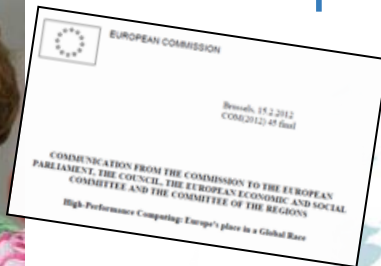 EUROPEAN COMMISSION
Brussels, 15.2.2012
COM(2012) 45 final
COMMUNICATION FROM THE COMMISSION TO THE EUROPEAN
PARLIAMENT, THE COUNCIL, THE EUROPEAN ECONOMIC AND SOCIAL
COMMITTEE AND THE COMMITTEE OF THE REGIONS
High-Performance Computing: Europe's place in a Global Race